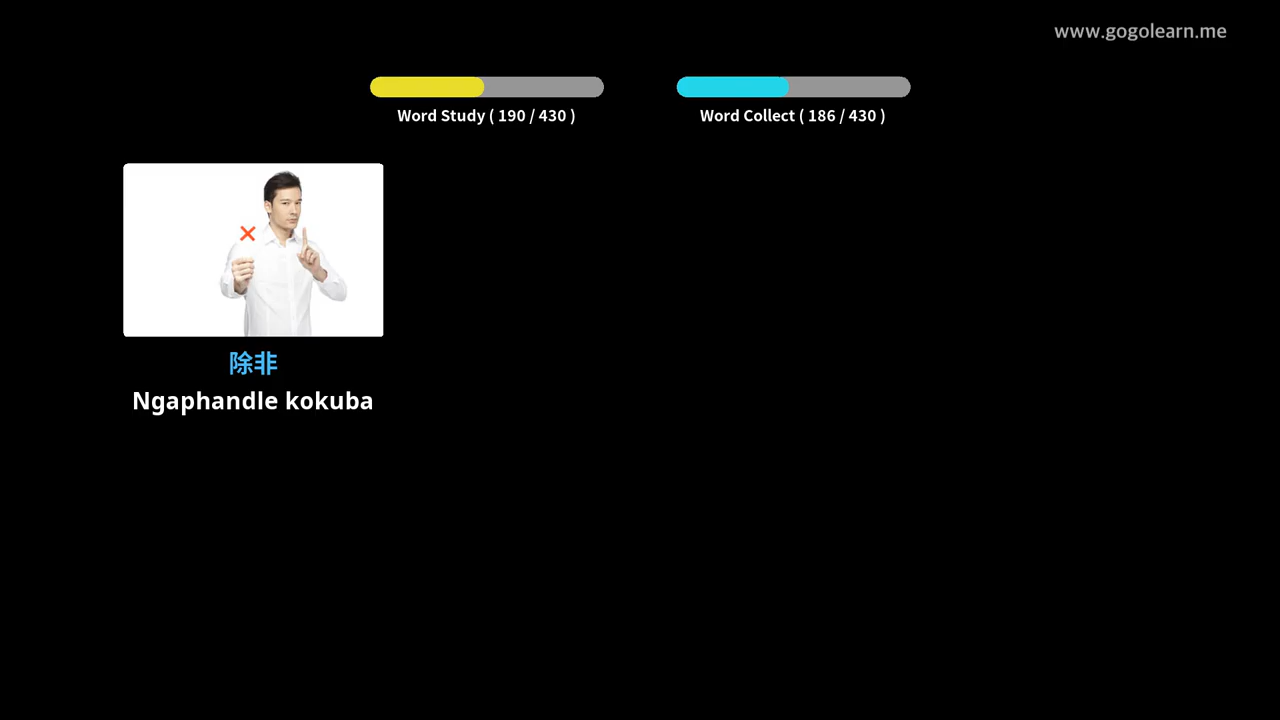 www.gogolearn.me
Word Study ( 190 / 430 )
Word Collect ( 186 / 430 )
除非
Ngaphandle kokuba